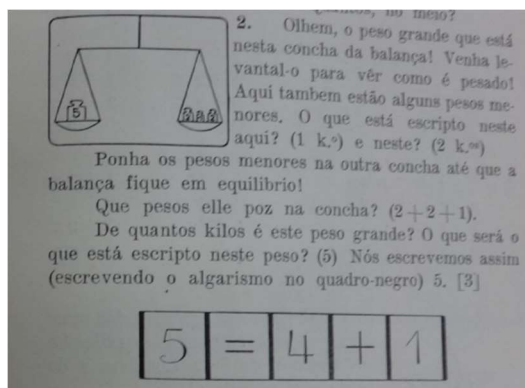 no meio?
2. Olhem, o peso grande que está
nesta concha da balança! Venha le-
vantal-o para vêr como é pesado!
Aqui tambem estão alguns pesos me-
nores. O que está escripto neste
aqui? (1 k.º) e neste? (2 k.ºˢ)
Ponha os pesos menores na outra concha até que a
balança fique em equilibrio!
Que pesos elle poz na concha? (2+2+1).
De quantos kilos é este peso grande? O que será o
que está escripto neste peso? (5) Nós escrevemos assim
(escrevendo o algarismo no quadro-negro) 5. [3]
5
5 = 4 + 1